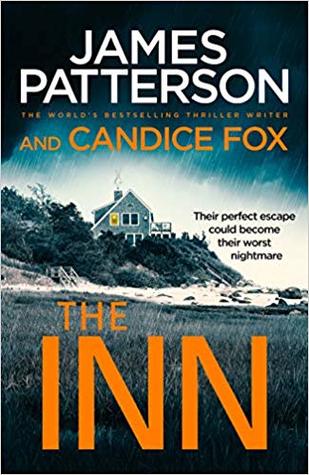 JAMES
PATTERSON
THE WORLD'S BESTSELLING THRILLER WRITER
AND CANDICE FOX
Their perfect escape
could become
their worst
nightmare
THE
INN